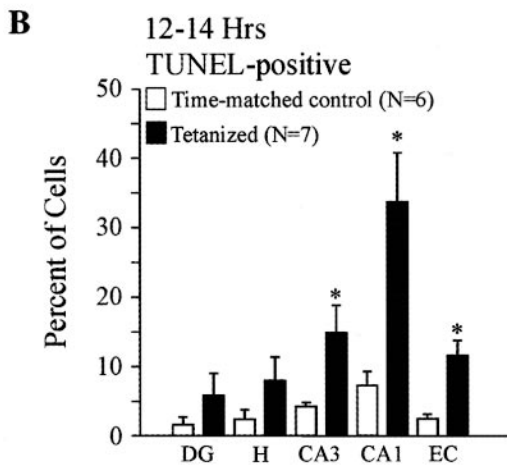 B
12-14 Hrs
TUNEL-positive
Time-matched control (N=6)
Tetanized (N=7)
Percent of Cells
50
40
30
20
10
0
*
*
*
DG H CA3 CA1 EC